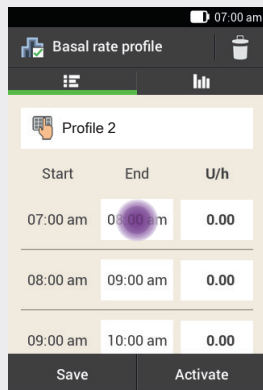 07:00 am
Basal rate profile
Profile 2
Start End U/h
07:00 am 08:00 am 0.00
08:00 am 09:00 am 0.00
09:00 am 10:00 am 0.00
Save Activate